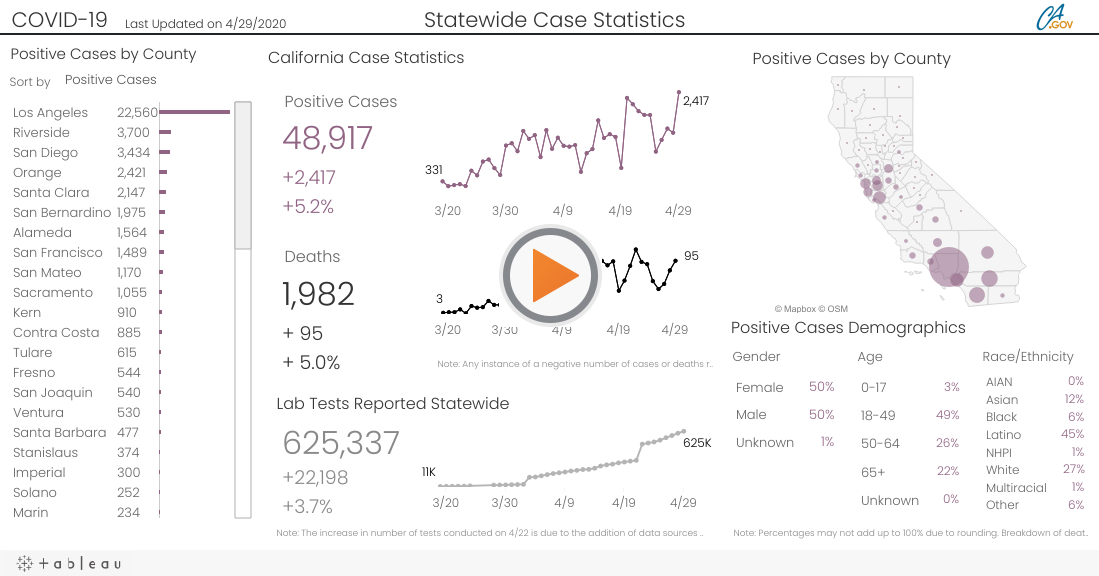 COVID-19 Last Updated on 4/29/2020
Statewide Case Statistics
CA.GOV
Positive Cases by County
Sort by Positive Cases
Los Angeles 22,560
Riverside 3,700
San Diego 3,434
Orange 2,421
Santa Clara 2,147
San Bernardino 1,975
Alameda 1,564
San Francisco 1,489
San Mateo 1,170
Sacramento 1,055
Kern 910
Contra Costa 885
Tulare 615
Fresno 544
San Joaquin 540
Ventura 530
Santa Barbara 477
Stanislaus 374
Imperial 300
Solano 252
Marin 234
California Case Statistics
Positive Cases
48,917
+2,417
+5.2%
331
2,417
3/20 3/30 4/9 4/19 4/29
Deaths
1,982
+ 95
+ 5.0%
3
95
3/20 3/30 4/9 4/19 4/29
Note: Any instance of a negative number of cases or deaths r..
Lab Tests Reported Statewide
625,337
+22,198
+3.7%
11K
625K
3/20 3/30 4/9 4/19 4/29
Note: The increase in number of tests conducted on 4/22 is due to the addition of data sources ..
Positive Cases by County
© Mapbox © OSM
Positive Cases Demographics
Gender
Female 50%
Male 50%
Unknown 1%
Age
0-17 3%
18-49 49%
50-64 26%
65+ 22%
Unknown 0%
Race/Ethnicity
AIAN 0%
Asian 12%
Black 6%
Latino 45%
NHPI 1%
White 27%
Multiracial 1%
Other 6%
Note: Percentages may not add up to 100% due to rounding. Breakdown of deat..
+ableau